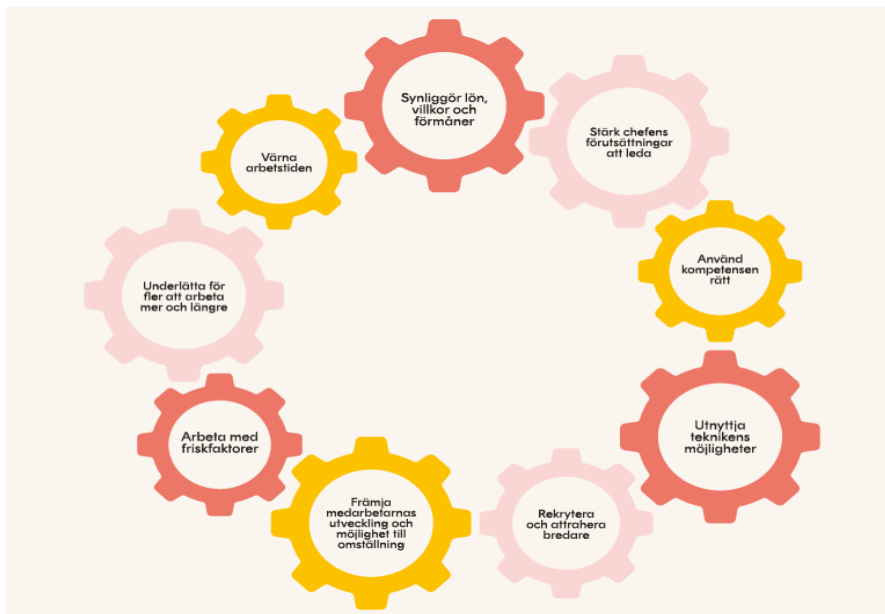 Synliggör lön,
villkor och
förmåner
Stärk chefens
förutsättningar
att leda
Använd
kompetensen
rätt
Utnyttja
teknikens
möjligheter
Rekrytera
och attrahera
bredare
Främja
medarbetarnas
utveckling och
möjlighet till
omställning
Arbeta med
friskfaktorer
Underlätta för
fler att arbeta
mer och längre
Värna
arbetstiden